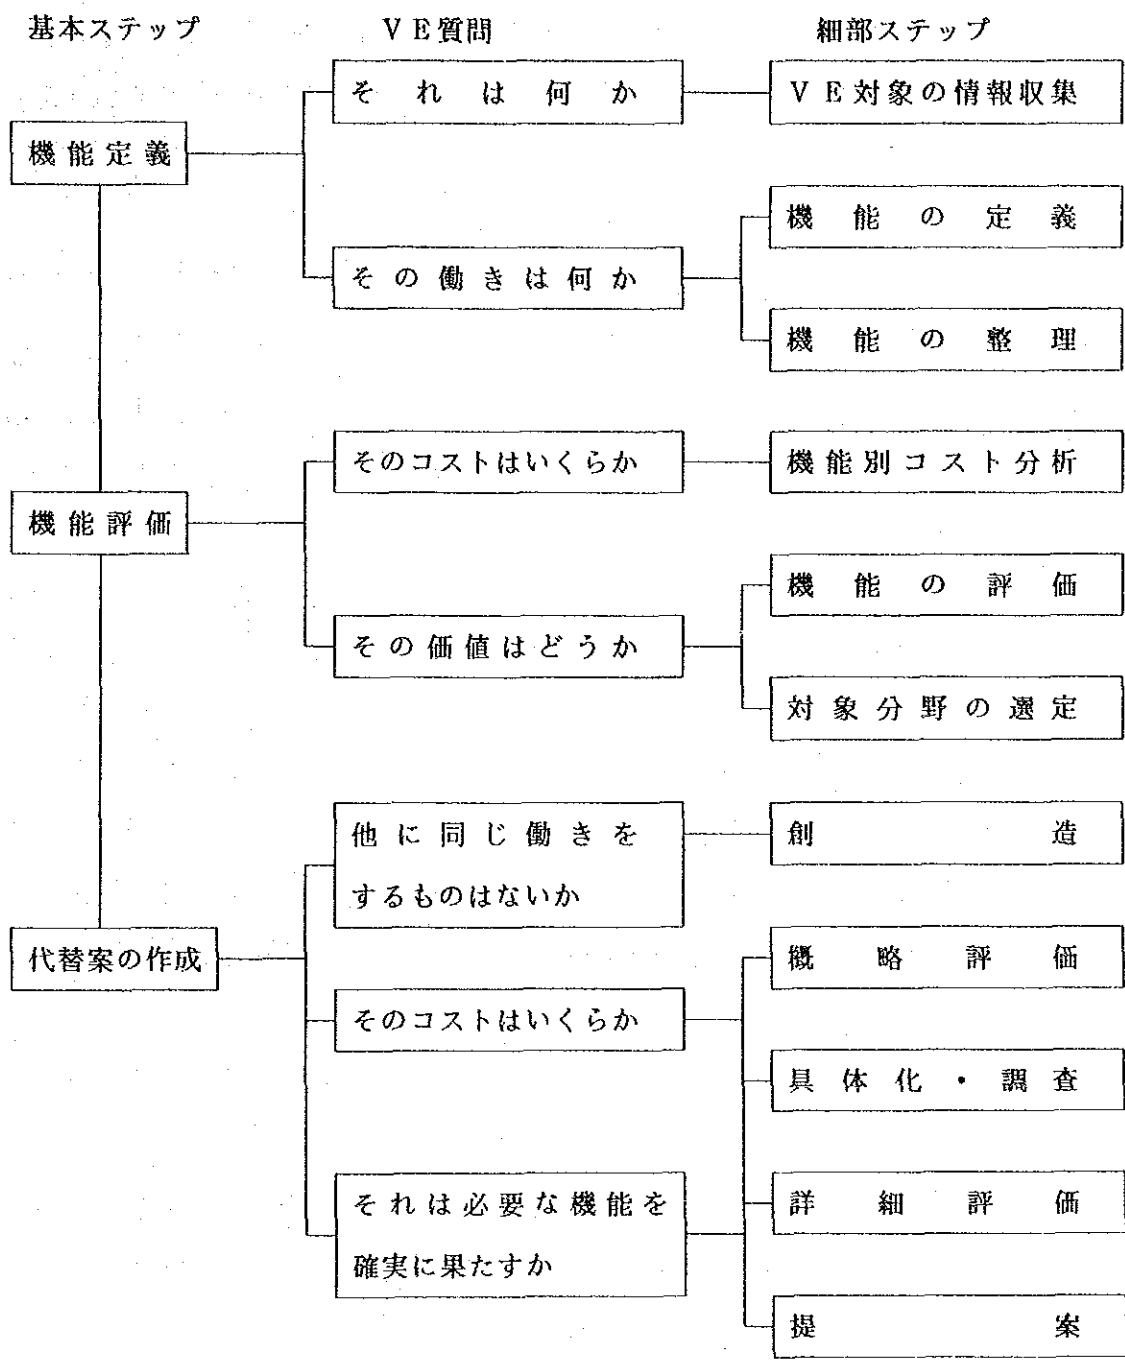 基本ステップ ＶＥ質問 細部ステップ
それは何か
ＶＥ対象の情報収集
機能定義
機能の定義
その働きは何か
機能の整理
そのコストはいくらか
機能別コスト分析
機能評価
機能の評価
その価値はどうか
対象分野の選定
他に同じ働きを
するものはないか
創造
代替案の作成
概略評価
そのコストはいくらか
具体化・調査
それは必要な機能を
確実に果たすか
詳細評価
提案